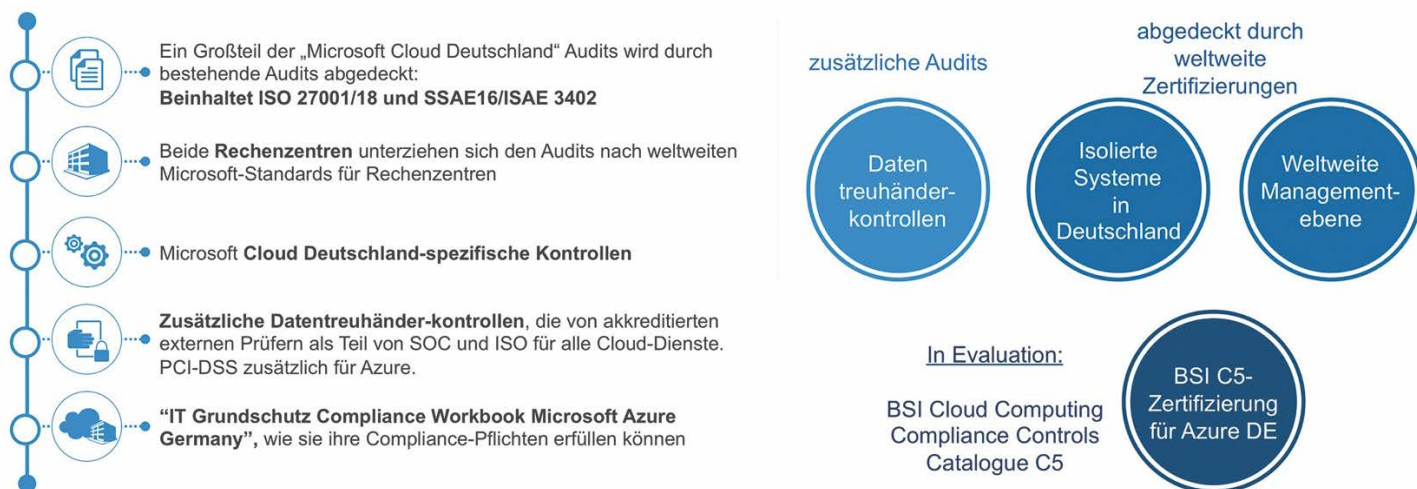 Ein Großteil der „Microsoft Cloud Deutschland“ Audits wird durch
bestehende Audits abgedeckt:
Beinhaltet ISO 27001/18 und SSAE16/ISAE 3402
Beide Rechenzentren unterziehen sich den Audits nach weltweiten
Microsoft-Standards für Rechenzentren
Microsoft Cloud Deutschland-spezifische Kontrollen
Zusätzliche Datentreuhänder-kontrollen, die von akkreditierten
externen Prüfern als Teil von SOC und ISO für alle Cloud-Dienste.
PCI-DSS zusätzlich für Azure.
“IT Grundschutz Compliance Workbook Microsoft Azure
Germany”, wie sie ihre Compliance-Pflichten erfüllen können
zusätzliche Audits
abgedeckt durch
weltweite
Zertifizierungen
Daten
treuhänder-
kontrollen
Isolierte
Systeme
in
Deutschland
Weltweite
Management-
ebene
In Evaluation:
BSI Cloud Computing
Compliance Controls
Catalogue C5
BSI C5-
Zertifizierung
für Azure DE